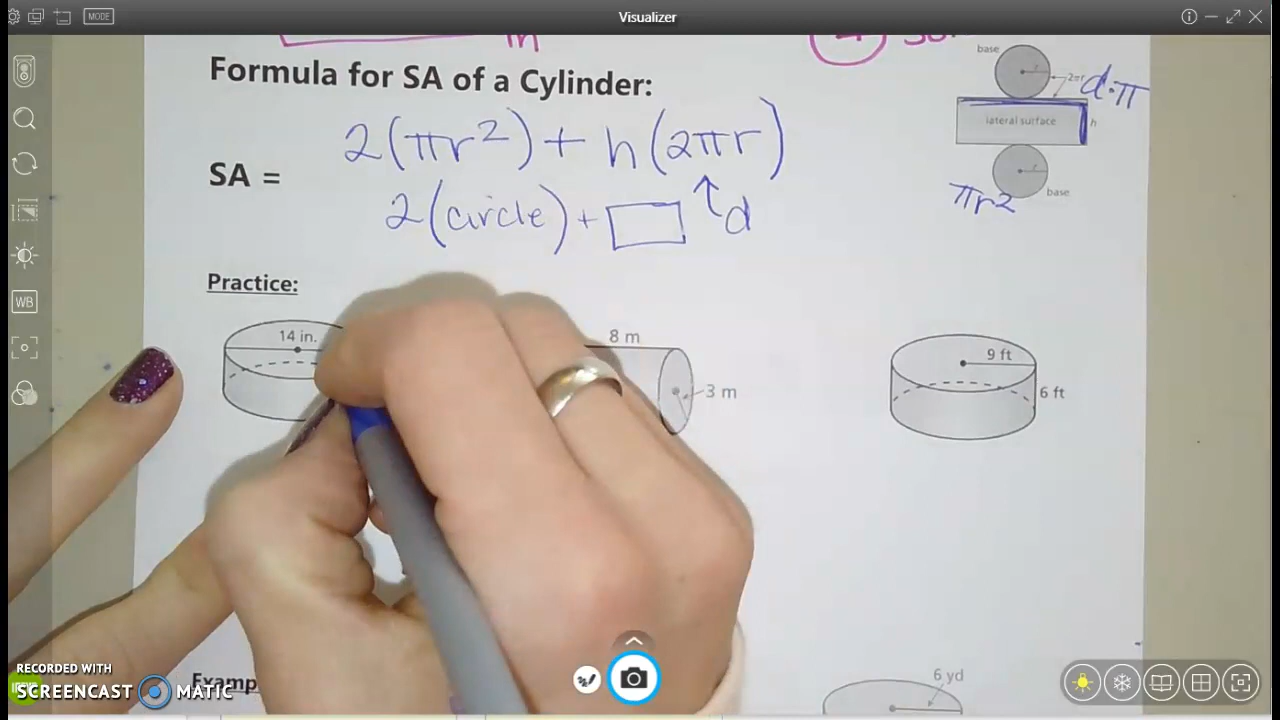 MODE
Visualizer
Formula for SA of a Cylinder:
2(πr²) + h(2πr)
SA =
2(circle) + d
base
r
2πr
d·π
lateral surface
h
r
base
πr²
WB
Practice:
14 in.
8 m
3 m
9 ft
6 ft
6 yd
RECORDED WITH
SCREENCAST MATIC
Examp